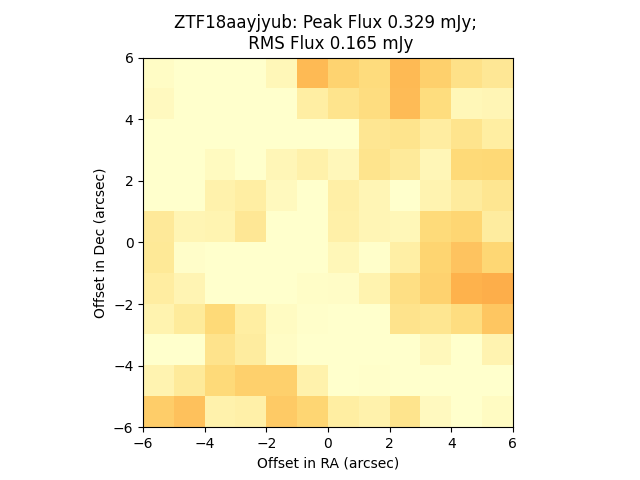 ZTF18aayjyub: Peak Flux 0.329 mJy;
RMS Flux 0.165 mJy
6
4
2
0
−2
−4
−6
Offset in Dec (arcsec)
−6 −4 −2 0 2 4 6
Offset in RA (arcsec)